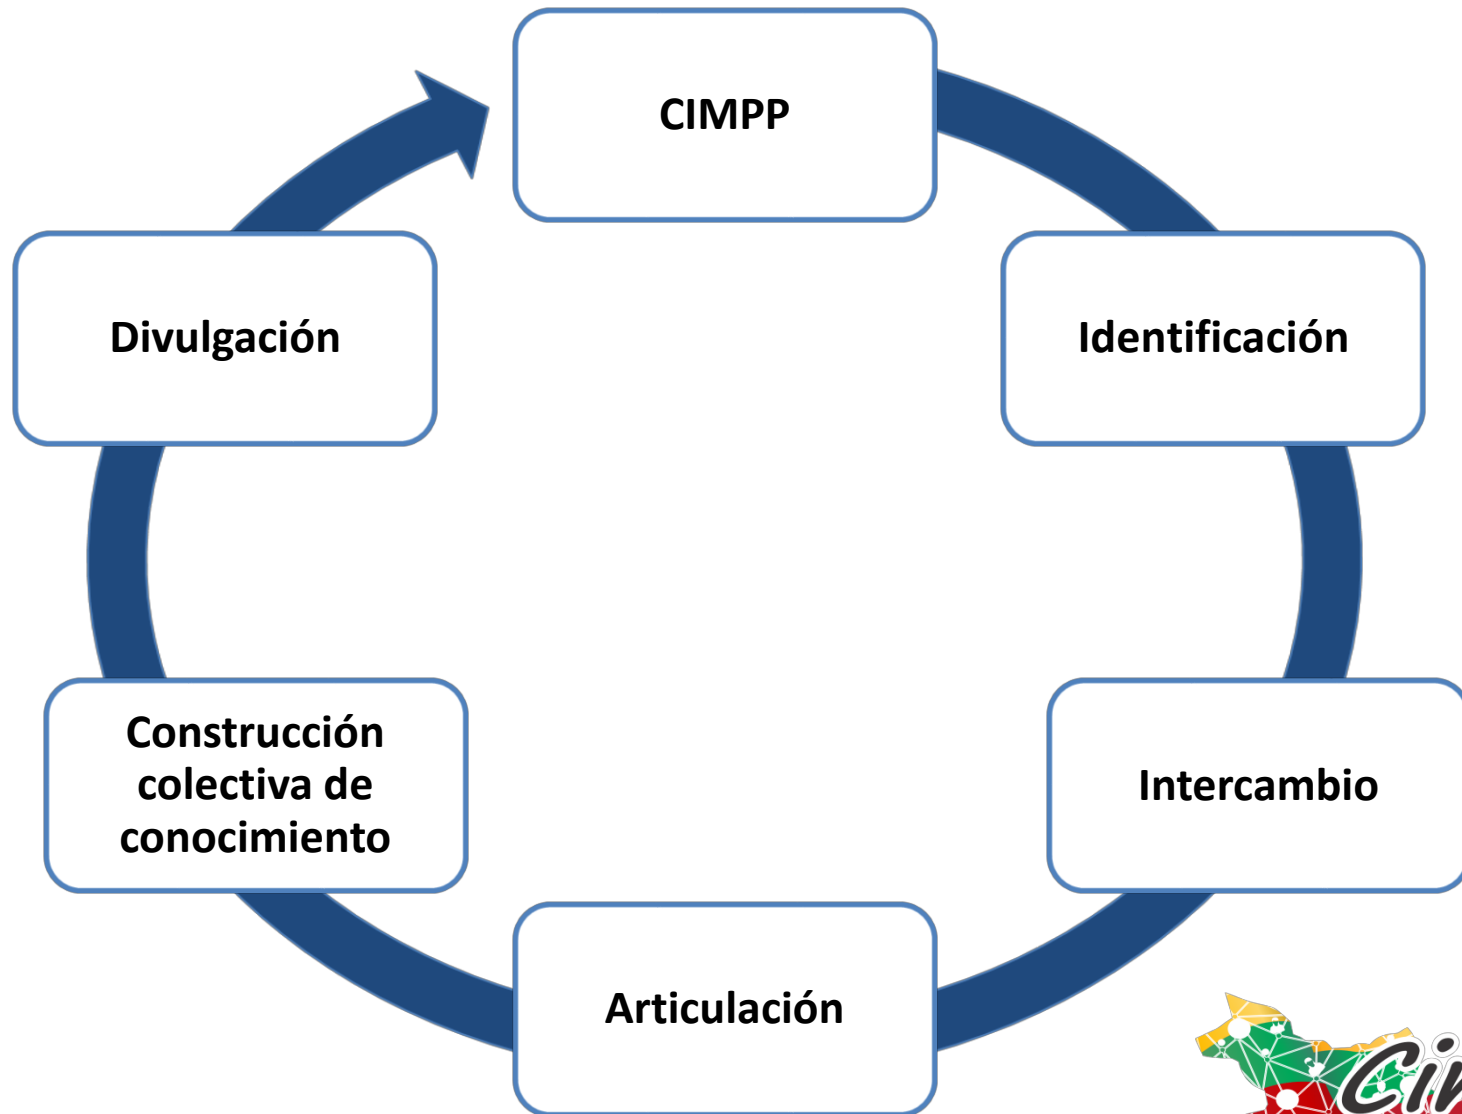 CIMPP
Divulgación
Identificación
Construcción
colectiva de
conocimiento
Intercambio
Articulación